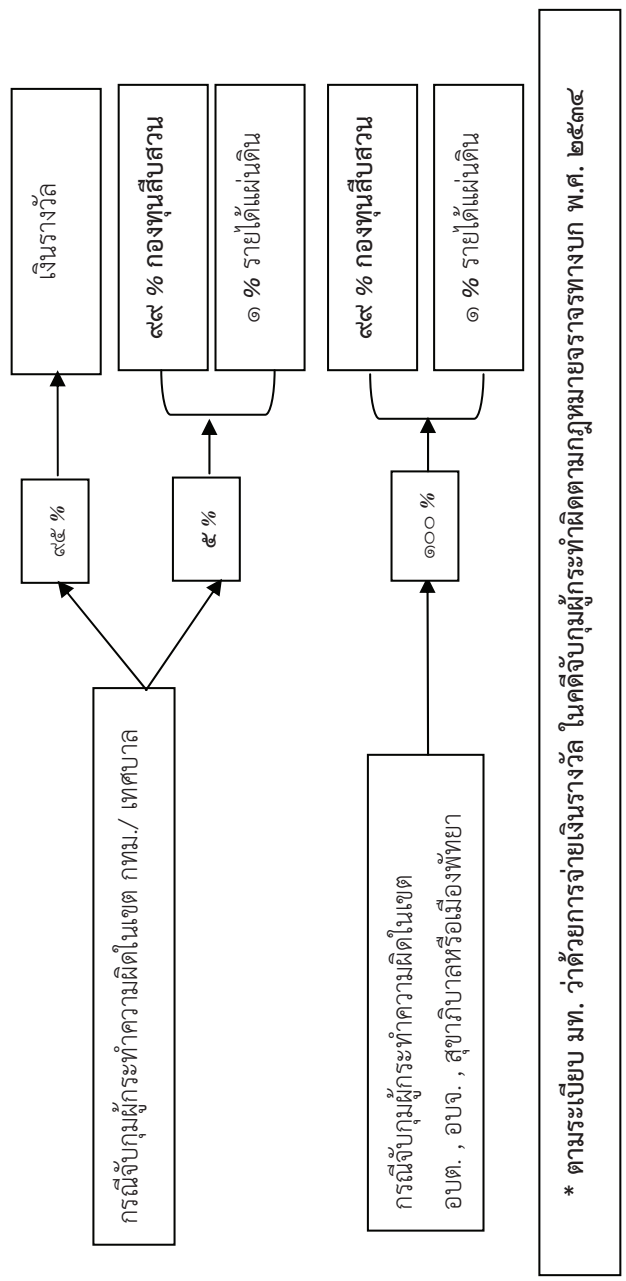 กรณีจับกุมผู้กระทำความผิดในเขต กทม./ เทศบาล
๙๕ %
เงินรางวัล
๕ %
๙๙ % กองทุนสืบสวน
๑ % รายได้แผ่นดิน
กรณีจับกุมผู้กระทำความผิดในเขต
อบต. , อบจ. , สุขาภิบาลหรือเมืองพัทยา
๑๐๐ %
๙๙ % กองทุนสืบสวน
๑ % รายได้แผ่นดิน
* ตามระเบียบ มท. ว่าด้วยการจ่ายเงินรางวัล ในคดีจับกุมผู้กระทำผิดตามกฎหมายจราจรทางบก พ.ศ. ๒๕๓๔